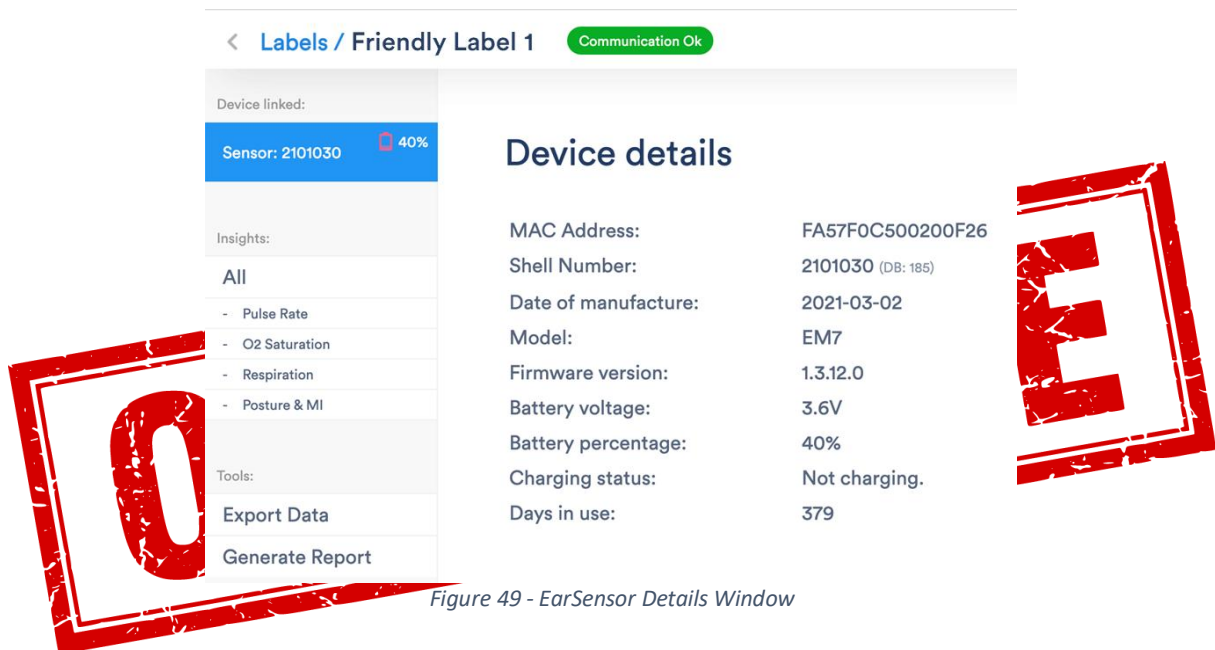 < Labels / Friendly Label 1 Communication Ok
Device linked:
Sensor: 2101030 40%
Insights:
All
- Pulse Rate
- O2 Saturation
- Respiration
- Posture & MI
Tools:
Export Data
Generate Report
Device details
MAC Address: FA57F0C500200F26
Shell Number: 2101030 (DB: 185)
Date of manufacture: 2021-03-02
Model: EM7
Firmware version: 1.3.12.0
Battery voltage: 3.6V
Battery percentage: 40%
Charging status: Not charging.
Days in use: 379
Figure 49 - EarSensor Details Window